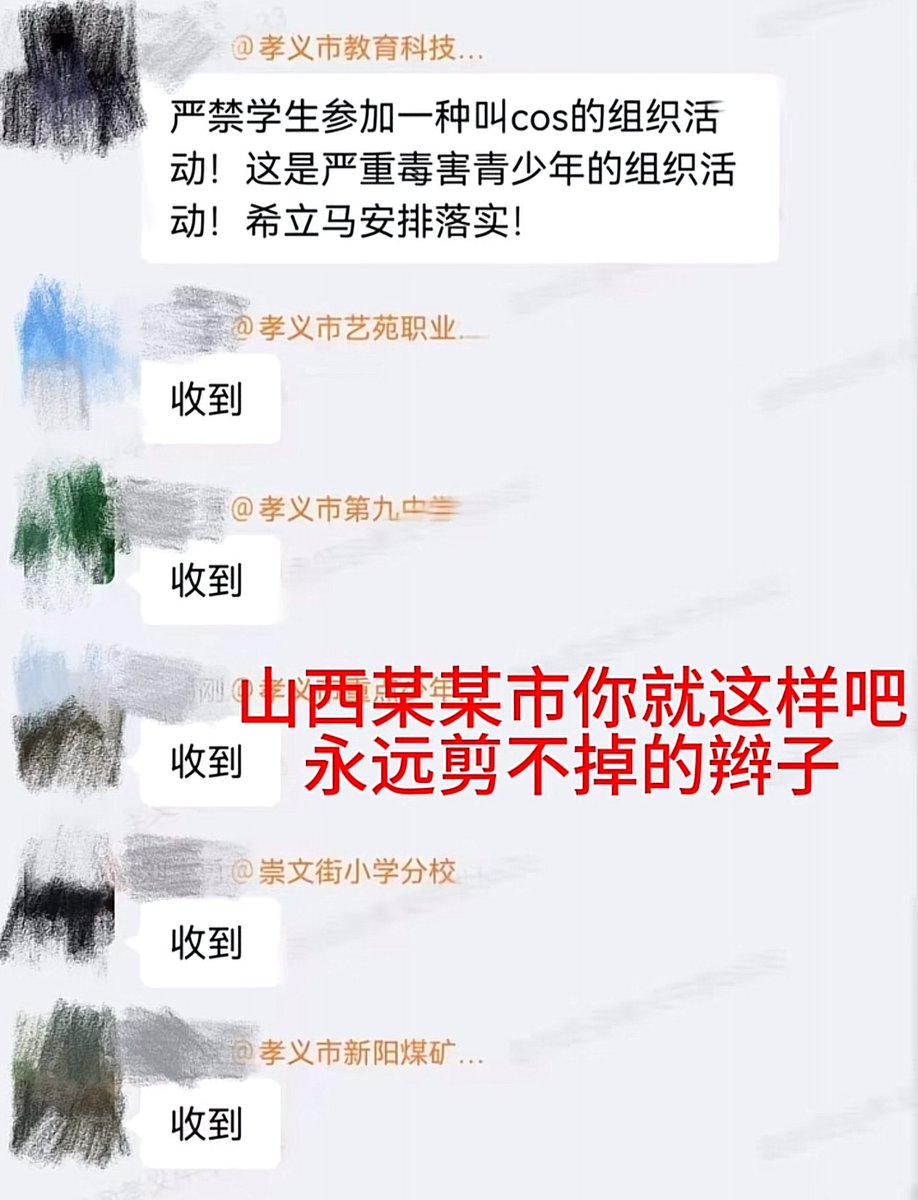 @孝义市教育科技...
严禁学生参加一种叫cos的组织活
动！这是严重毒害青少年的组织活
动！希立马安排落实！
@孝义市艺苑职业...
收到
@孝义市第九中学
收到
刚@孝义市重点少年
山西某某市你就这样吧
收到
永远剪不掉的辫子
@崇文街小学分校
收到
@孝义市新阳煤矿...
收到